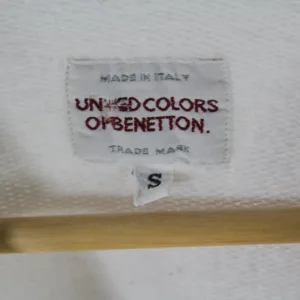 MADE IN ITALY
UNITED COLORS
OF BENETTON.
TRADE MARK
S